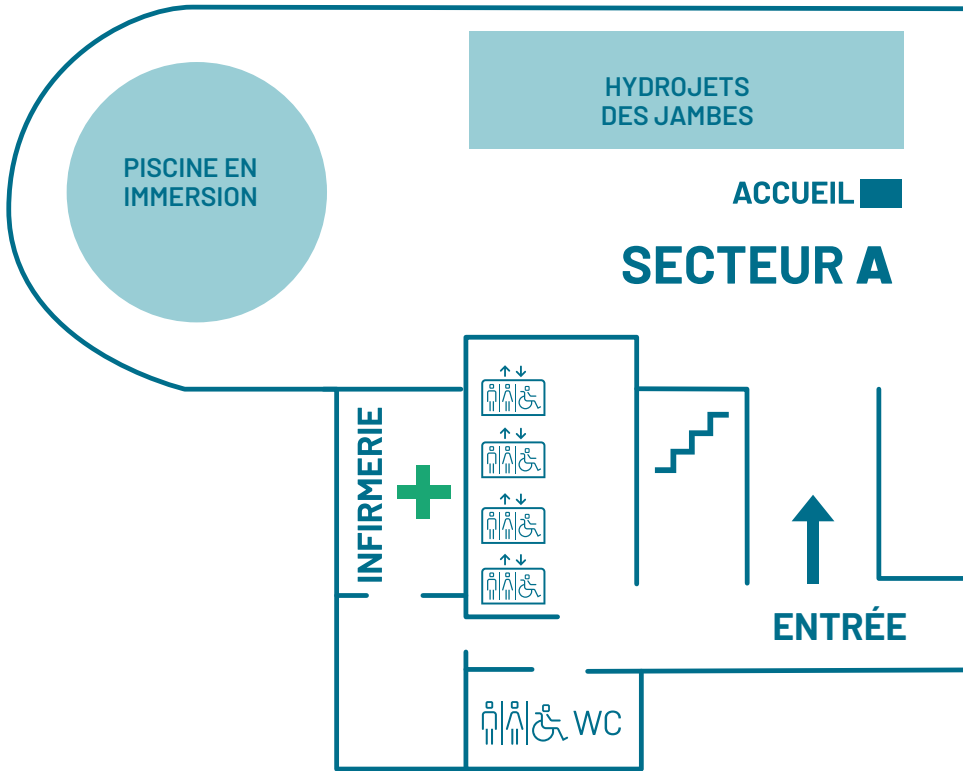 HYDROJETS
DES JAMBES
PISCINE EN
IMMERSION
ACCUEIL
SECTEUR A
INFIRMERIE
ENTRÉE
WC